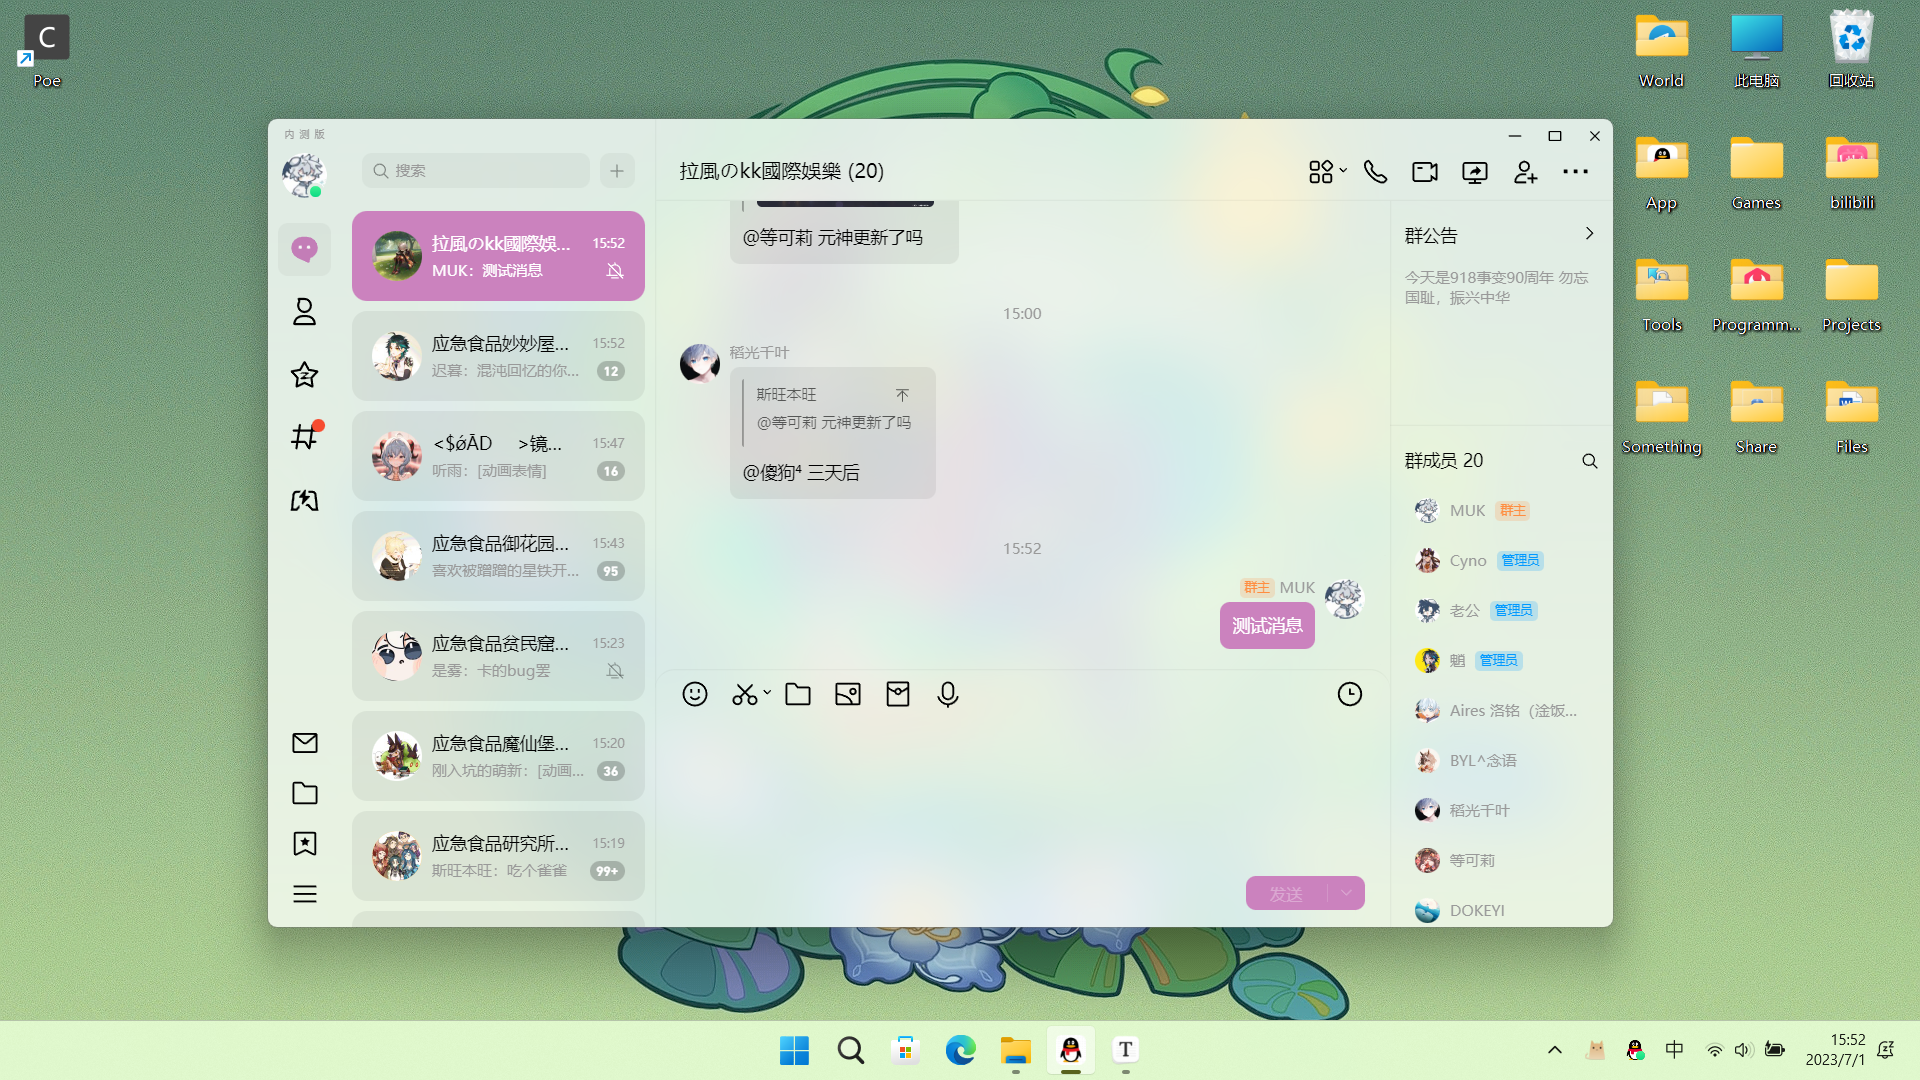 C
Poe
World
此电脑
回收站
App
Games
bilibili
Tools
Programm...
Projects
Something
Share
Files
内测版
搜索
拉風のkk國際娛... 15:52
MUK：测试消息
应急食品妙妙屋... 15:52
迟暮：混沌回忆的你... 12
<$ǿĀD >镜... 15:47
听雨：[动画表情] 16
应急食品御花园... 15:43
喜欢被蹭蹭的星铁开... 95
应急食品贫民窟... 15:23
是雾：卡的bug罢
应急食品魔仙堡... 15:20
刚入坑的萌新：[动画... 36
应急食品研究所... 15:19
斯旺本旺：吃个雀雀 99+
拉風のkk國際娛樂 (20)
@等可莉 元神更新了吗
15:00
稻光千叶
斯旺本旺
@等可莉 元神更新了吗
@傻狗⁴ 三天后
15:52
群主 MUK
测试消息
发送
群公告
今天是918事变90周年 勿忘
国耻，振兴中华
群成员 20
MUK 群主
Cyno 管理员
老公 管理员
管理员
Aires 洛铭（淦饭...
BYL^念语
稻光千叶
等可莉
DOKEYI
T
中
15:52
2023/7/1